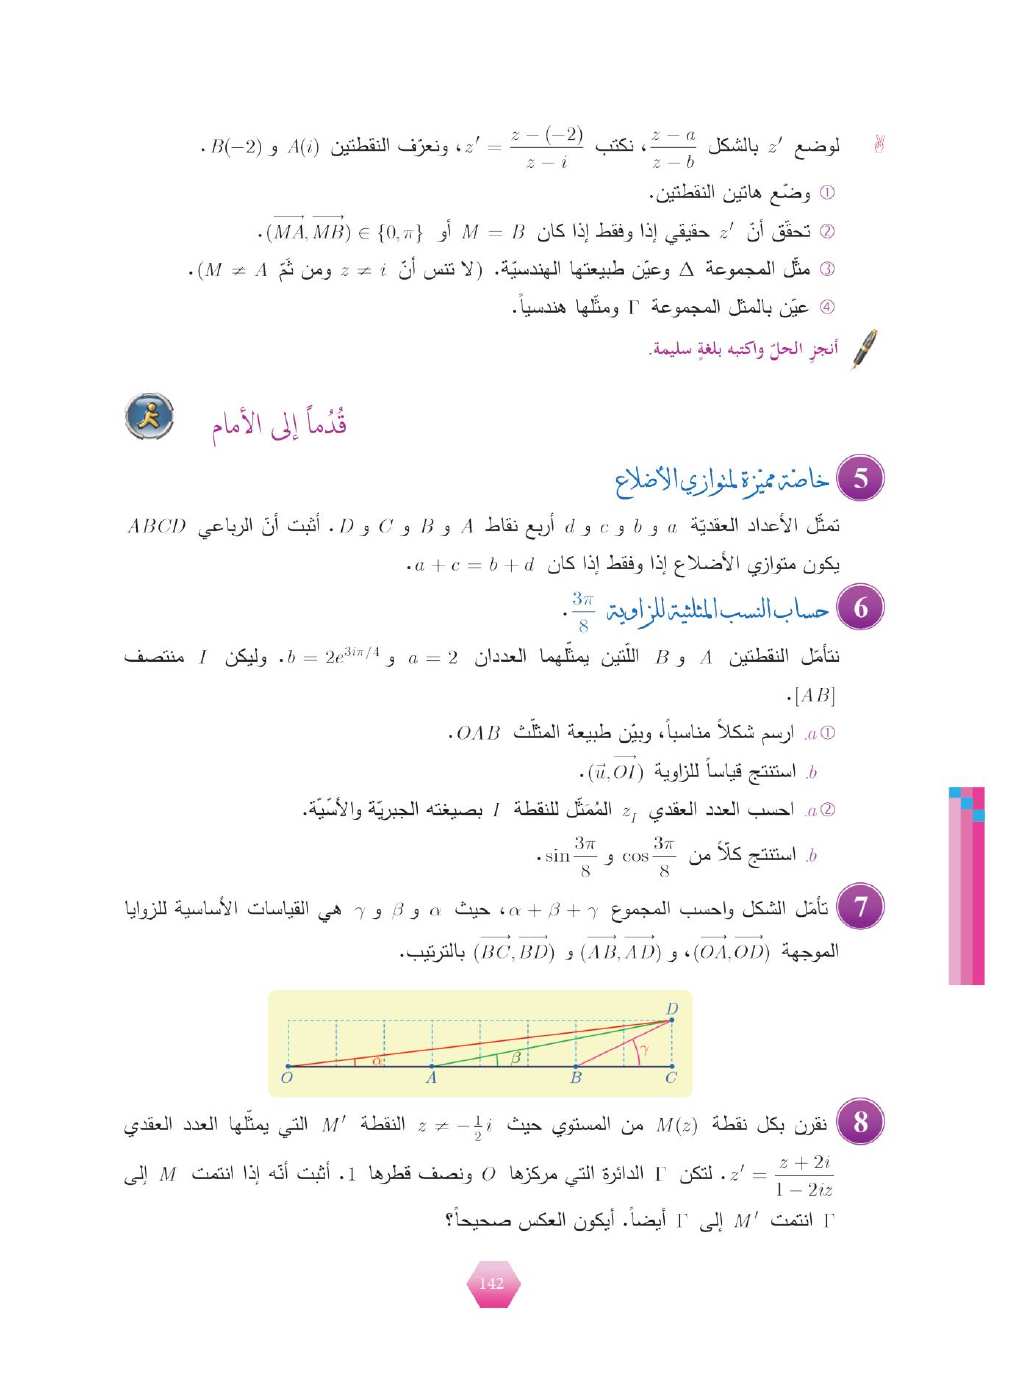 لوضع z′ بالشكل (z − a)/(z − b)، نكتب z′ = (z − (−2))/(z − i)، ونعرّف النقطتين A(i) و B(−2).
① وضّع هاتين النقطتين.
② تحقّق أنّ z′ حقيقي إذا وفقط إذا كان M = B أو (MA→, MB→) ∈ {0, π}.
③ مثّل المجموعة Δ وعيّن طبيعتها الهندسيّة. (لا تنس أنّ z ≠ i ومن ثَمّ M ≠ A).
④ عيّن بالمثل المجموعة Γ ومثّلها هندسياً.
أنجزِ الحلّ واكتبه بلغةٍ سليمة.
قُدُماً إلى الأمام
5 خاصّة مميّزة لمتوازي الأضلاع
تمثّل الأعداد العقديّة a و b و c و d أربع نقاط A و B و C و D. أثبت أنّ الرباعي ABCD
يكون متوازي الأضلاع إذا وفقط إذا كان a + c = b + d.
6 حساب النسب المثلثية للزاوية 3π/8.
نتأمّل النقطتين A و B اللّتين يمثّلهما العددان a = 2 و b = 2e^{3iπ/4}. وليكن I منتصف
[AB].
① a. ارسم شكلاً مناسباً، وبيّن طبيعة المثلّث OAB.
b. استنتج قياساً للزاوية (u→, OI→).
② a. احسب العدد العقدي z_I المُمَثّل للنقطة I بصيغته الجبريّة والأسّيّة.
b. استنتج كلّاً من cos 3π/8 و sin 3π/8.
7 تأمّل الشكل واحسب المجموع α + β + γ، حيث α و β و γ هي القياسات الأساسية للزوايا
الموجهة (OA→, OD→)، و (AB→, AD→) و (BC→, BD→) بالترتيب.
D
α β γ
O A B C
8 نقرن بكل نقطة M(z) من المستوي حيث z ≠ −½i النقطة M′ التي يمثّلها العدد العقدي
z′ = (z + 2i)/(1 − 2iz). لتكن Γ الدائرة التي مركزها O ونصف قطرها 1. أثبت أنّه إذا انتمت M إلى
Γ انتمت M′ إلى Γ أيضاً. أيكون العكس صحيحاً؟
142